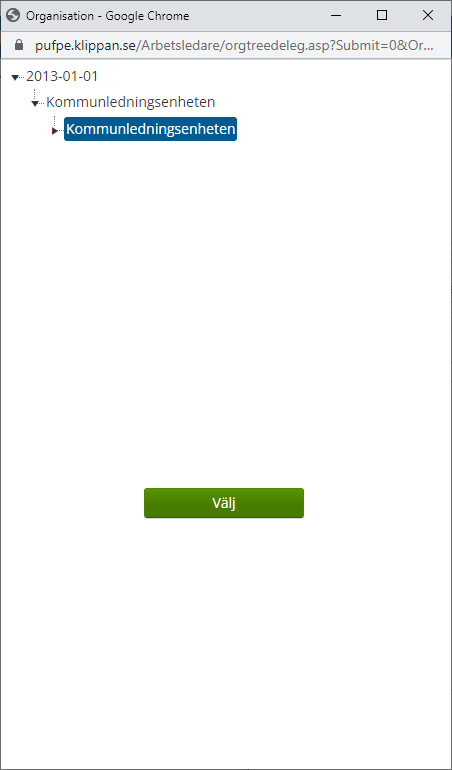 Organisation - Google Chrome
pufpe.klippan.se/Arbetsledare/orgtreedeleg.asp?Submit=0&Or...
2013-01-01
Kommunledningsenheten
Kommunledningsenheten
Välj